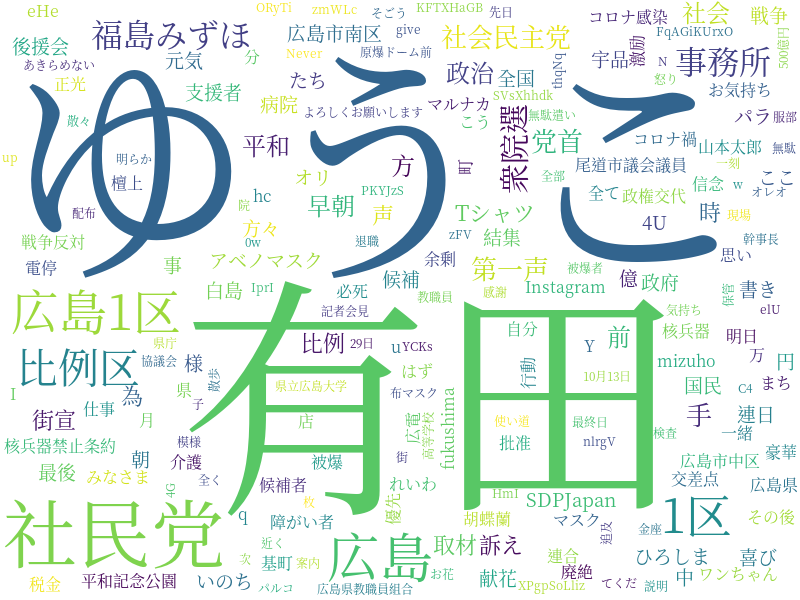 eHe
福島みずほ
ORyTi
zmWLc
そごう
KFTXHaGB
give
先日
コロナ感染
社会
戦争
後援会
元気
分
広島市南区
Never
原爆ドーム前
社会民主党
FqAGiKUrxO
宇品
激励
N
事務所
500億円
あきらめない
正光
支援者
病院
たち
よろしくお願いします
政治
全国
thqNq
SVsXhhdk
マルナカ
無駄遣い
怒り
お気持ち
パラ
服部
散々
ゆうこ
明らか
檀上
配布
平和
方
町
こう
衆院選
党首
コロナ禍
山本太郎
無駄
尾道市議会議員
一刻
up
オリ
PKYJzS
全部
全て
政権交代
信念
w
ここ
オレオ
院
hc
早朝
声
Tシャツ
4U
時
現場
戦争反対
0w
方々
退職
zFV
結集
幹事長
電停
事
アベノマスク
余剰
第一声
被爆者
億
政府
思い
白島
IprI
必死
候補
教職員
感謝
Instagram
保管
書き
elU
広島1区
記者会見
比例
29日
u
YCKs
自分
Y
前
気持ち
核兵器
明日
万
円
比例区
県庁
協議会
様
散歩
はず
行動
10月13日
mizuho
国民
C4
まち
I
為
県
子
県立広島大学
布マスク
fukushima
街宣
仕事
月
店
広電
高等学校
使い道
最終日
手
連日
核兵器禁止条約
模様
街
批准
nlrgV
検査
一緒
豪華
最後
みなさま
朝
介護
全く
被爆
有田
広島市中区
4G
候補者
枚
れいわ
優先
HmI
SDPJapan
交差点
広島県
社民党
q
障がい者
胡蝶蘭
マスク
追及
金座
1区
その後
近く
広島
取材
訴え
連合
ひろしま
喜び
税金
平和記念公園
いのち
次
基町
案内
お花
献花
廃絶
てくだ
説明
中
ワンちゃん
パルコ
広島県教職員組合
XPgpSoLliz